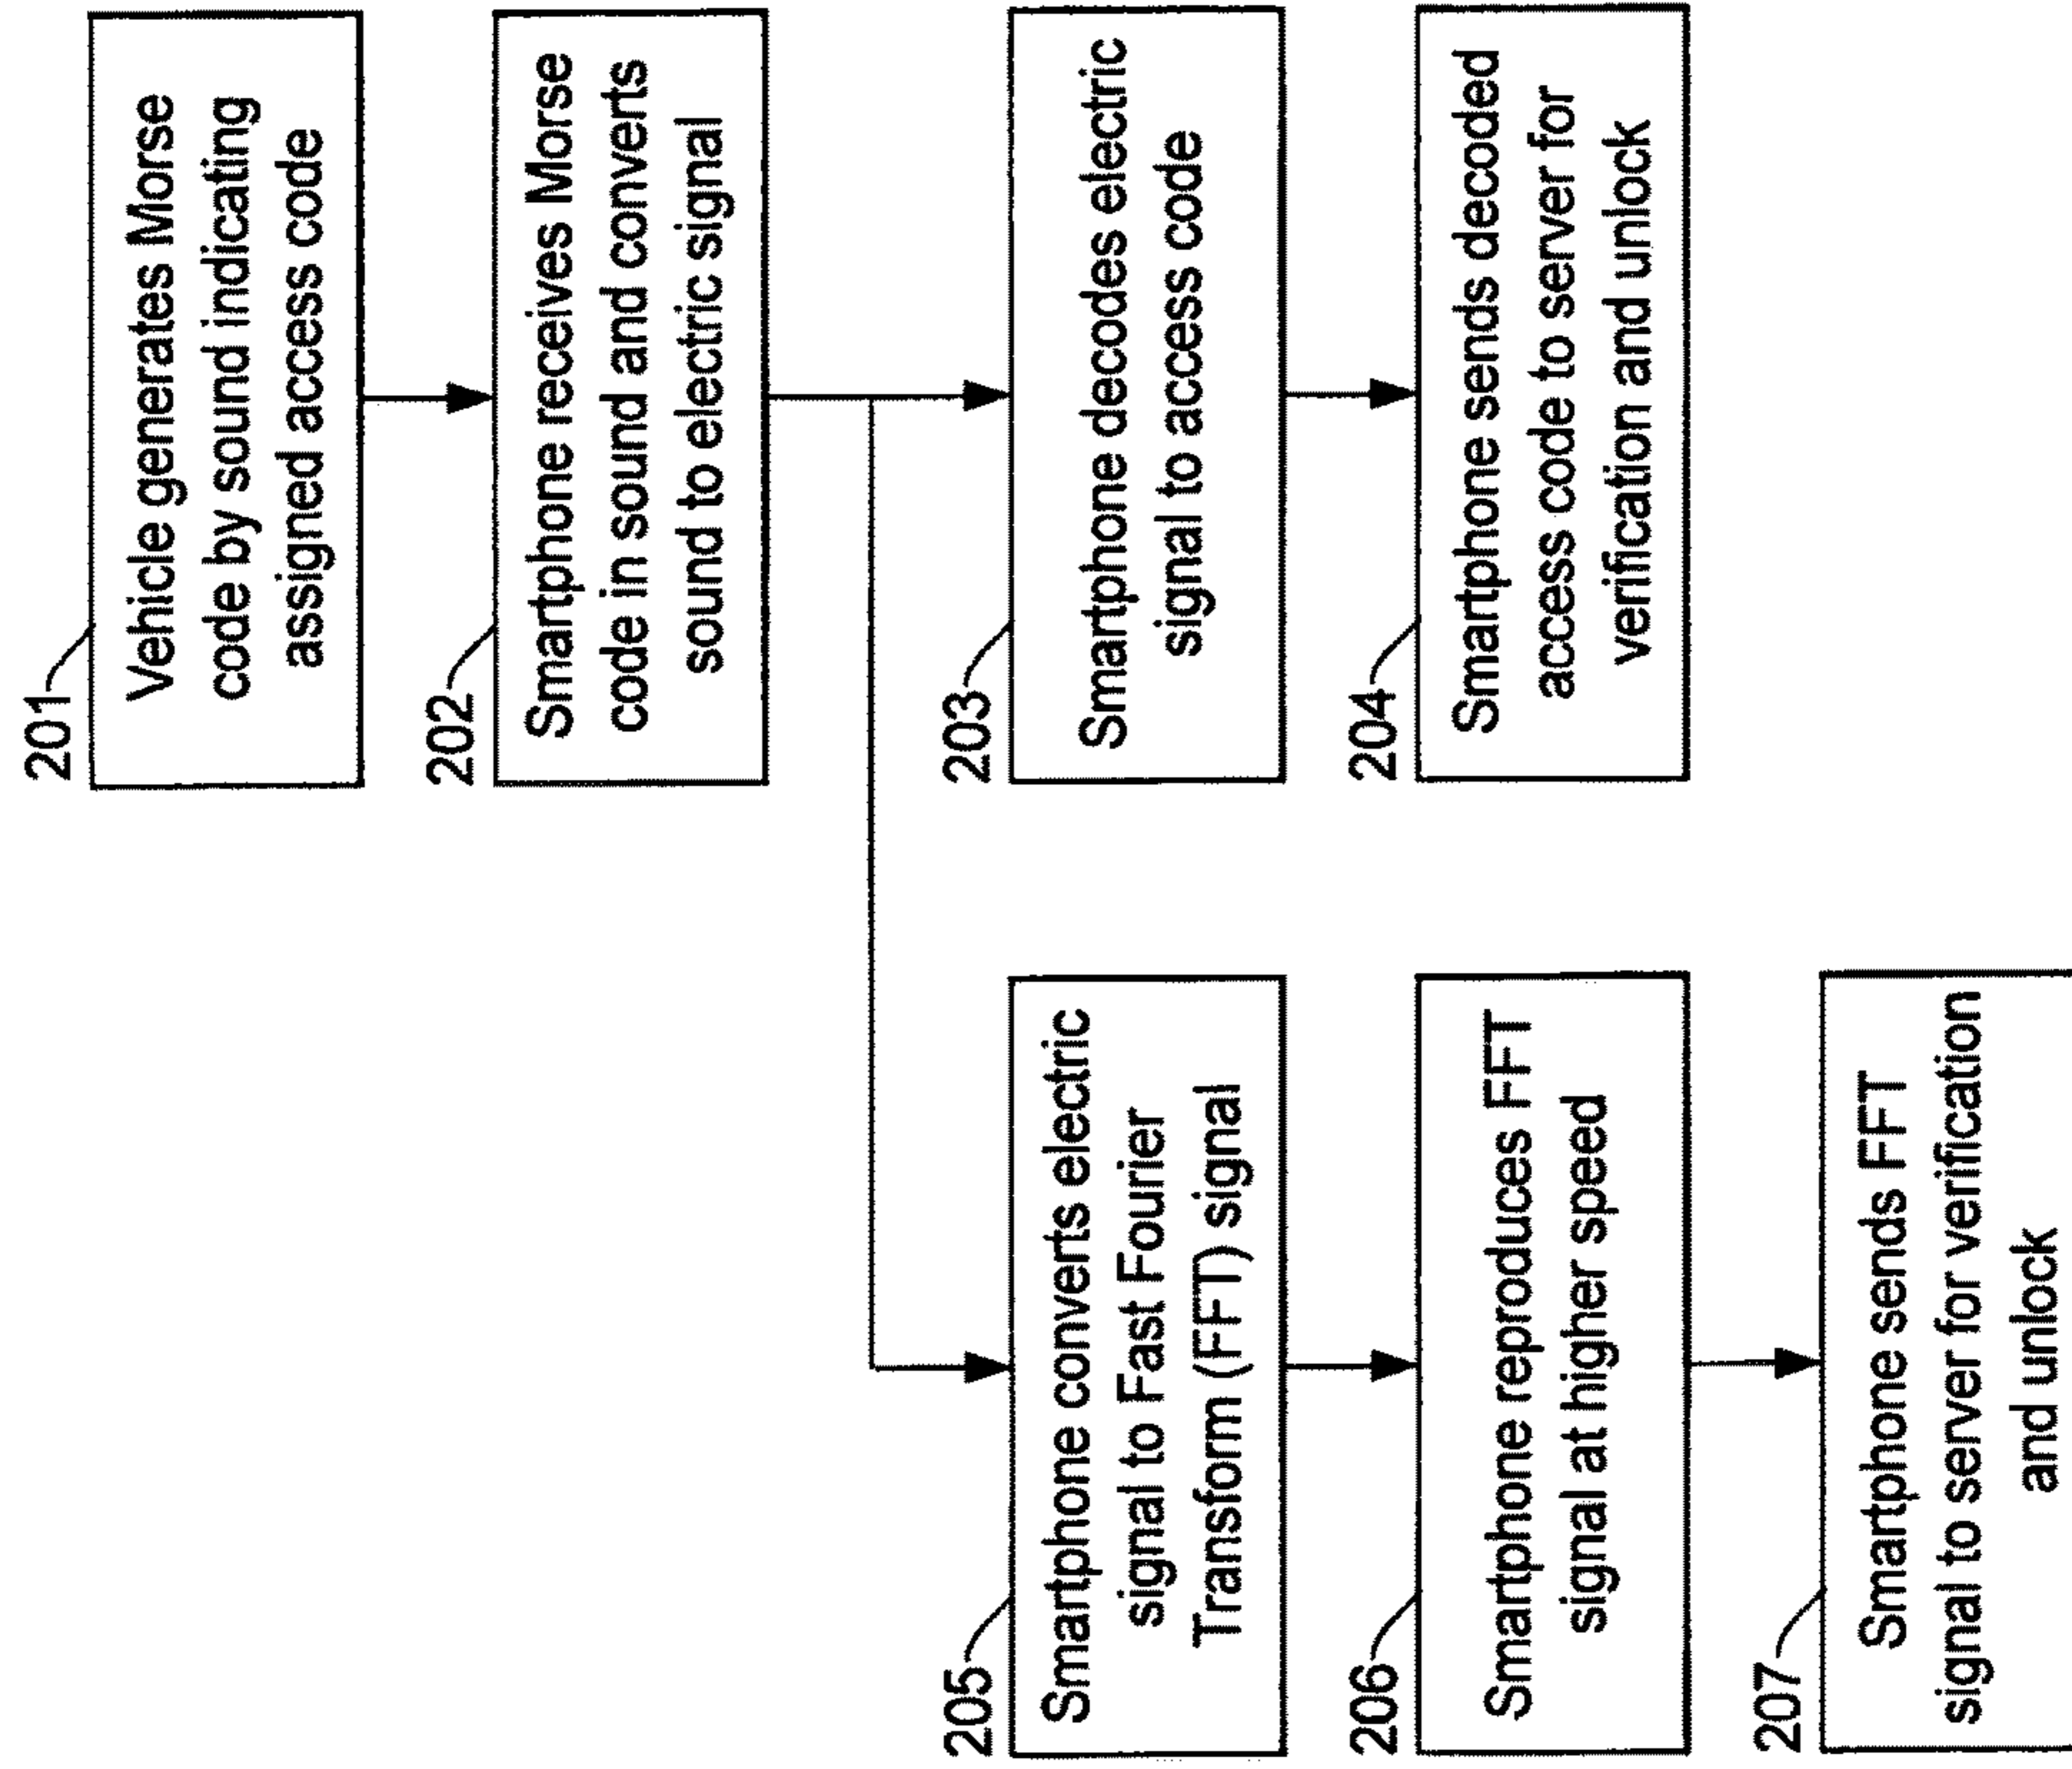 201
Vehicle generates Morse
code by sound indicating
assigned access code
202
Smartphone receives Morse
code in sound and converts
sound to electric signal
203
Smartphone decodes electric
signal to access code
204
Smartphone sends decoded
access code to server for
verification and unlock
205
Smartphone converts electric
signal to Fast Fourier
Transform (FFT) signal
206
Smartphone reproduces FFT
signal at higher speed
207
Smartphone sends FFT
signal to server for verification
and unlock